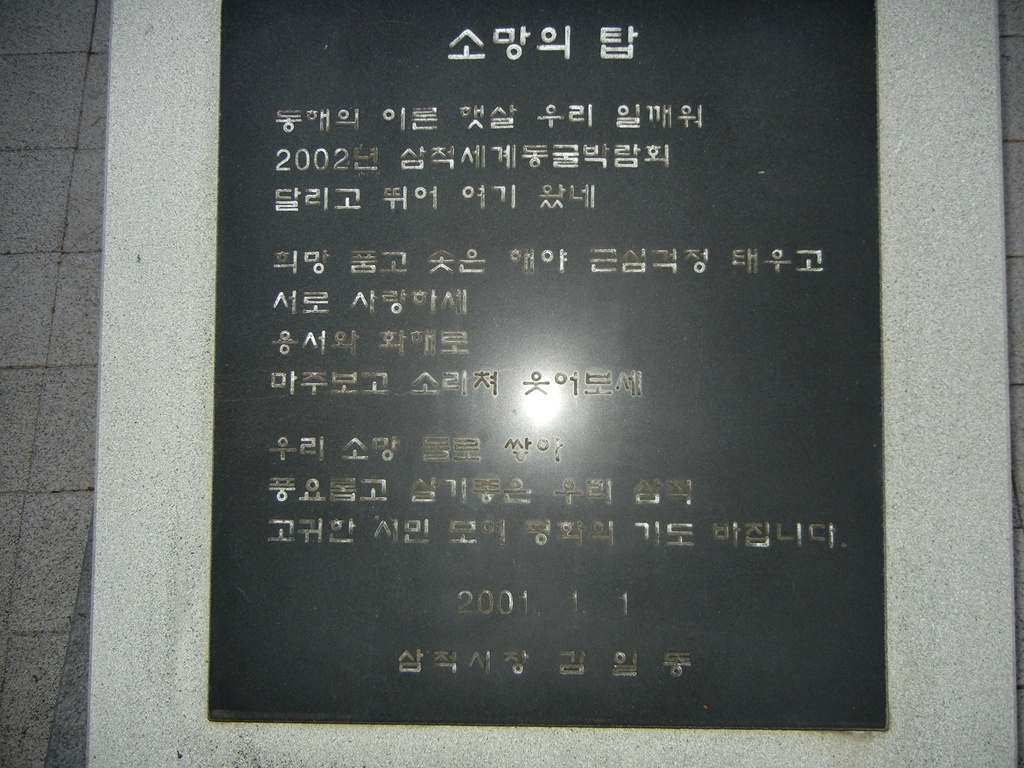 소망의 탑
동해의 이른 햇살 우리 일깨워
2002년 삼척세계동굴박람회
달리고 뛰어 여기 왔네
희망 품고 솟은 해야 근심걱정 태우고
서로 사랑하세
용서와 화해로
마주보고 소리쳐 웃어보세
우리 소망 돌로 쌓아
풍요롭고 살기좋은 우리 삼척
고귀한 시민 모여 평화의 기도 바칩니다.
2001. 1. 1
삼척시장 김 일 동